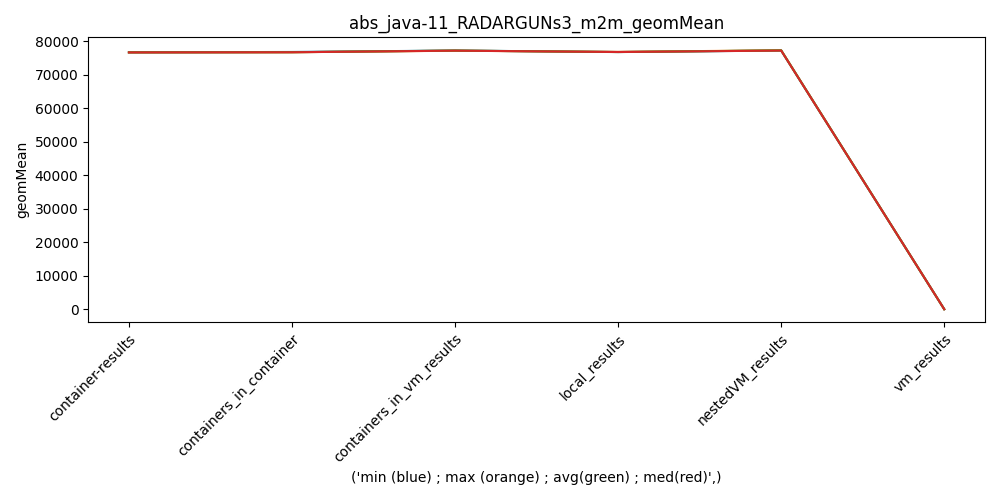 abs_java-11_RADARGUNs3_m2m_geomMean
80000
70000
60000
50000
40000
30000
20000
10000
0
geomMean
container-results
containers_in_container
containers_in_vm_results
local_results
nestedVM_results
vm_results
('min (blue) ; max (orange) ; avg(green) ; med(red)',)